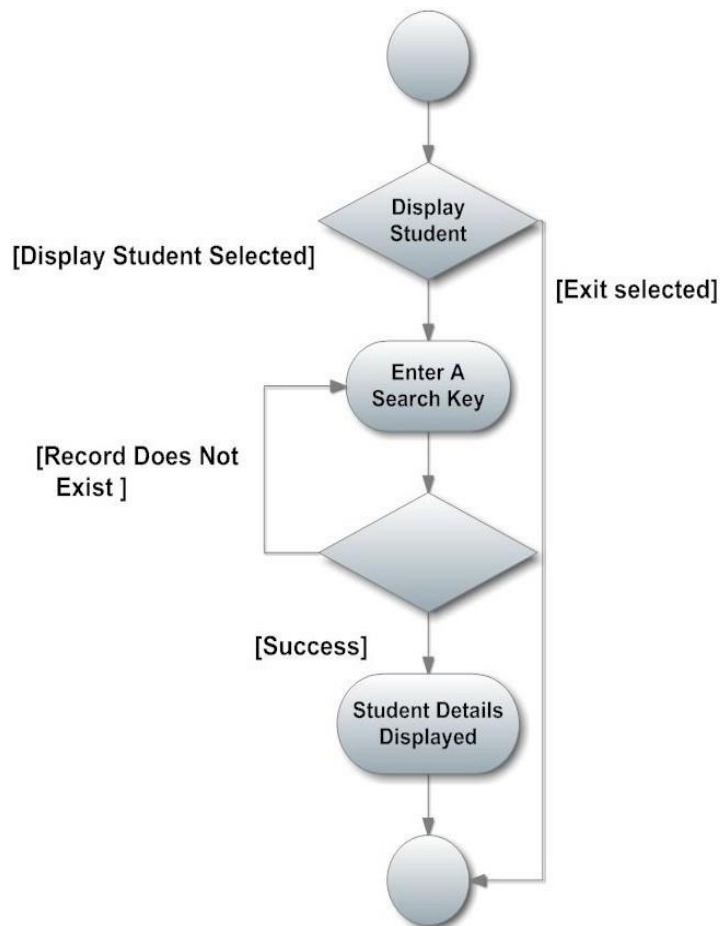 Display
Student
[Display Student Selected]
[Exit selected]
Enter A
Search Key
[Record Does Not
Exist ]
[Success]
Student Details
Displayed